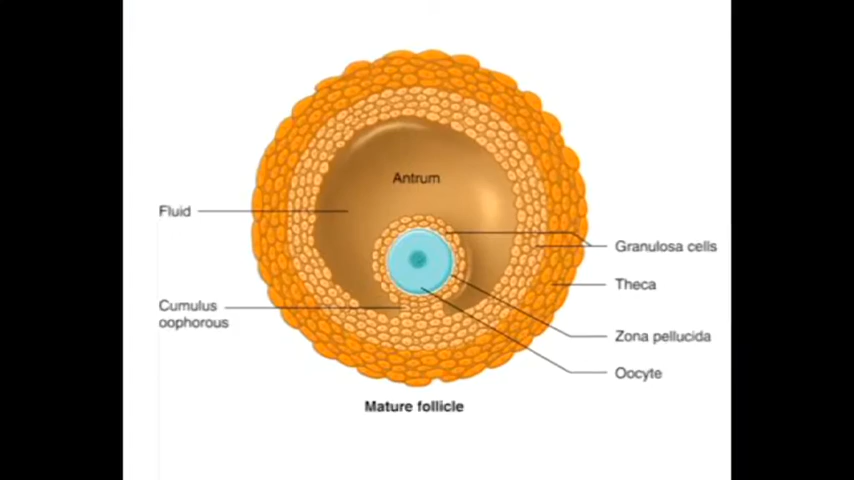 Antrum
Fluid
Granulosa cells
Theca
Cumulus
oophorous
Zona pellucida
Oocyte
Mature follicle